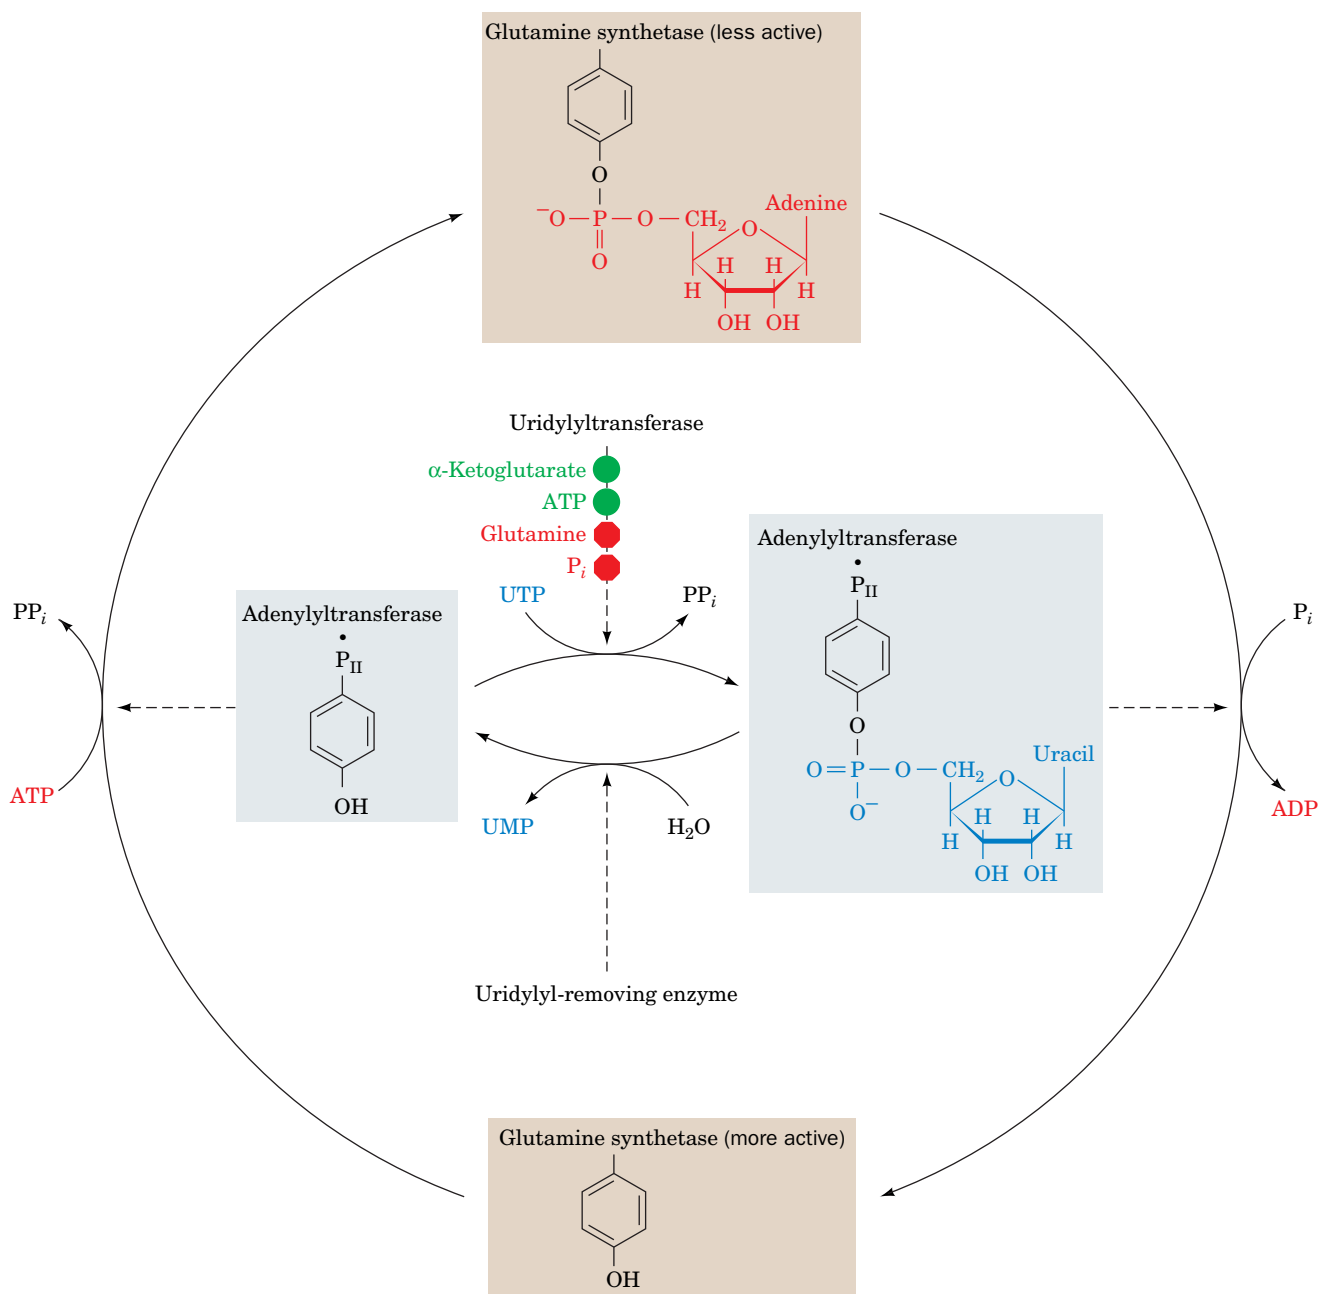 Glutamine synthetase (less active)
O
⁻O—P—O—CH₂
O
Adenine
O
H
H
H
H
OH
OH
Uridylyltransferase
α-Ketoglutarate
ATP
Glutamine
Pᵢ
UTP
PPᵢ
Adenylyltransferase
•
P_II
OH
Adenylyltransferase
•
P_II
O
O=P—O—CH₂
O⁻
Uracil
O
H
H
H
H
OH
OH
PPᵢ
ATP
Pᵢ
ADP
UMP
H₂O
Uridylyl-removing enzyme
Glutamine synthetase (more active)
OH